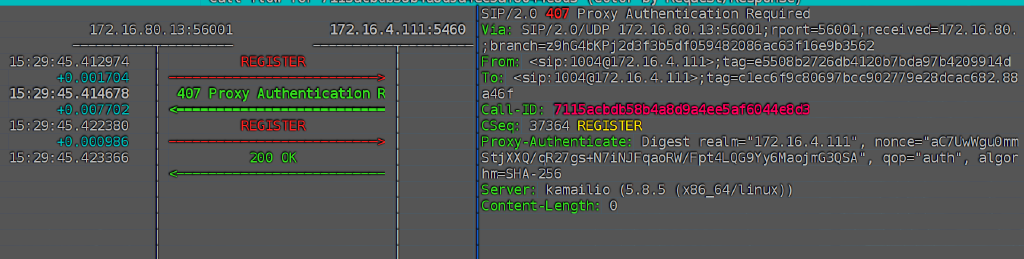 172.16.80.13:56001 172.16.4.111:5460
15:29:45.412974 REGISTER
+0.001704
15:29:45.414678 407 Proxy Authentication R
+0.007702
15:29:45.422380 REGISTER
+0.000986
15:29:45.423366 200 OK
SIP/2.0 407 Proxy Authentication Required
Via: SIP/2.0/UDP 172.16.80.13:56001;rport=56001;received=172.16.80.
;branch=z9hG4bKPj2d3f3b5df059482086ac63f16e9b3562
From: <sip:1004@172.16.4.111>;tag=e5508b2726db4120b7bda97b4209914d
To: <sip:1004@172.16.4.111>;tag=c1ec6f9c80697bcc902779e28dcac682.88
a46f
Call-ID: 7115acbdb58b4a8d9a4ee5af6044e8d3
CSeq: 37364 REGISTER
Proxy-Authenticate: Digest realm="172.16.4.111", nonce="aC7UwWgu0mm
StjXXQ/cR27gs+N7iNJFqaoRW/Fpt4LQG9Yy6MaojmG3QSA", qop="auth", algor
hm=SHA-256
Server: kamailio (5.8.5 (x86_64/linux))
Content-Length: 0